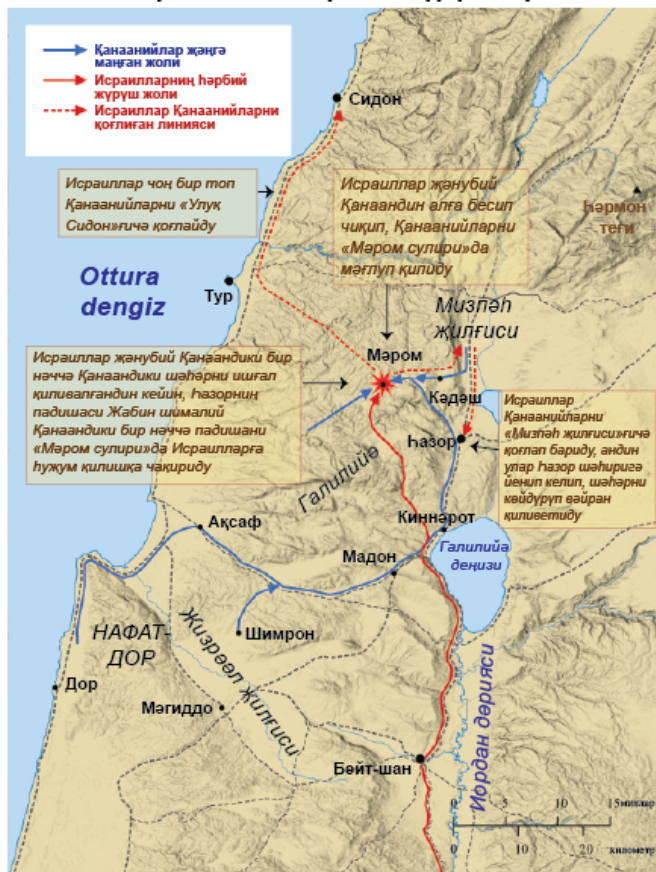 Қанаанийлар җәңгә
маңған жоли
Исраилларниң һәрбий
жүрүш жоли
Исраиллар Қанаанийларни
қоғлиған линияси
Сидон
Исраиллар чоң бир топ
Қанаанийларни «Улуқ
Сидон»ғичә қоғлайду
Исраиллар җәнубий
Қанаандин алға бесип
чиқип, Қанаанийларни
«Мәром сулири»да
мәғлуп қилиду
Һәрмон
теғи
Ottura
dengiz
Тур
Мизпәһ
җилғиси
Мәром
Исраиллар җәнубий Қанаандики бир
нәччә Қанаандики шәһәрни ишғал
қиливалғандин кейин, Һазорниң
падишаси Жабин шималий
Қанаандики бир нәччә падишани
«Мәром сулири»да Исраилларға
һуҗум қилишқа чақириду
Кәдәш
Исраиллар
Қанаанийларни
«Мизпәһ җилғиси»ғичә
қоғлап бариду, андин
улар Һазор шәһиригә
йенип келип, шәһәрни
көйдүрүп вәйран
қиливетиду
Һазор
Галилийә
Киннәрот
Ақсаф
Галилийә
деңизи
Мадон
НАФАТ-
ДОР
Шимрон
Җизрәәл җилғиси
Дор
Мәгиддо
Иордан дәрияси
Бәйт-шан
0 5 10 15 миллар
0 10 20 километр